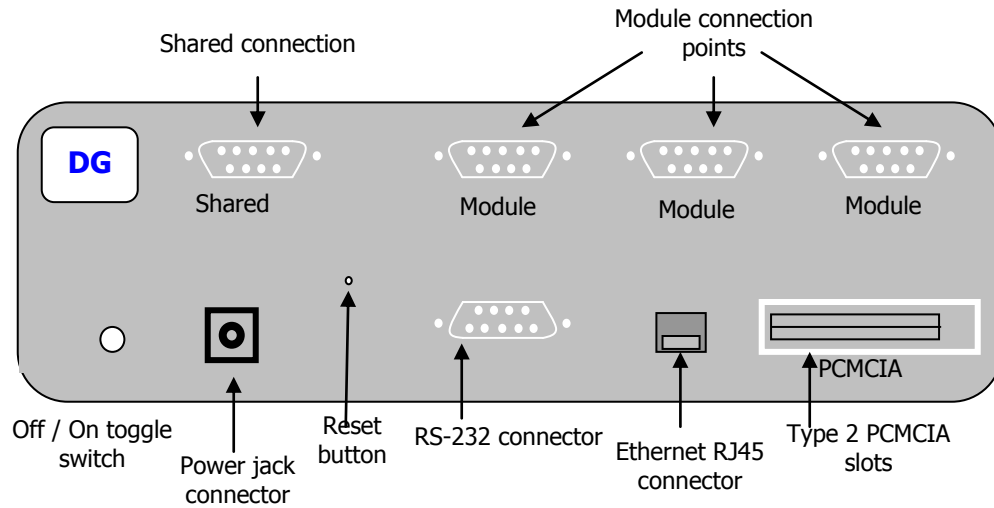 Shared connection
Module connection
points
DG
Shared
Module
Module
Module
PCMCIA
Off / On toggle
switch
Power jack
connector
Reset
button
RS-232 connector
Ethernet RJ45
connector
Type 2 PCMCIA
slots